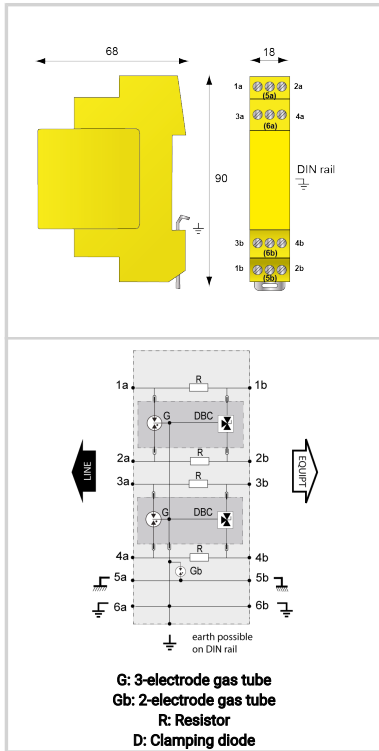 68
18
1a
2a
(5a)
3a
4a
(6a)
90
DIN rail
3b
4b
(6b)
1b
2b
(5b)
R
1a
1b
G
DBC
R
2a
2b
R
3a
3b
LINE
EQUIPT
G
DBC
R
4a
4b
Gb
5a
5b
6a
6b
earth possible
on DIN rail
G: 3-electrode gas tube
Gb: 2-electrode gas tube
R: Resistor
D: Clamping diode